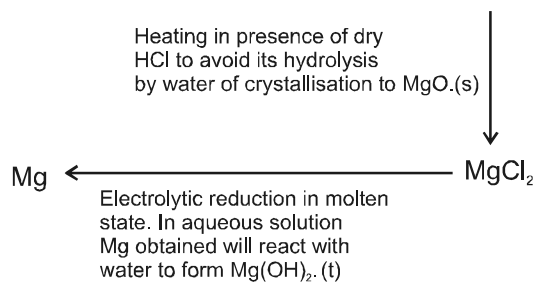 Heating in presence of dry
HCl to avoid its hydrolysis
by water of crystallisation to MgO.(s)
Mg
MgCl₂
Electrolytic reduction in molten
state. In aqueous solution
Mg obtained will react with
water to form Mg(OH)₂. (t)